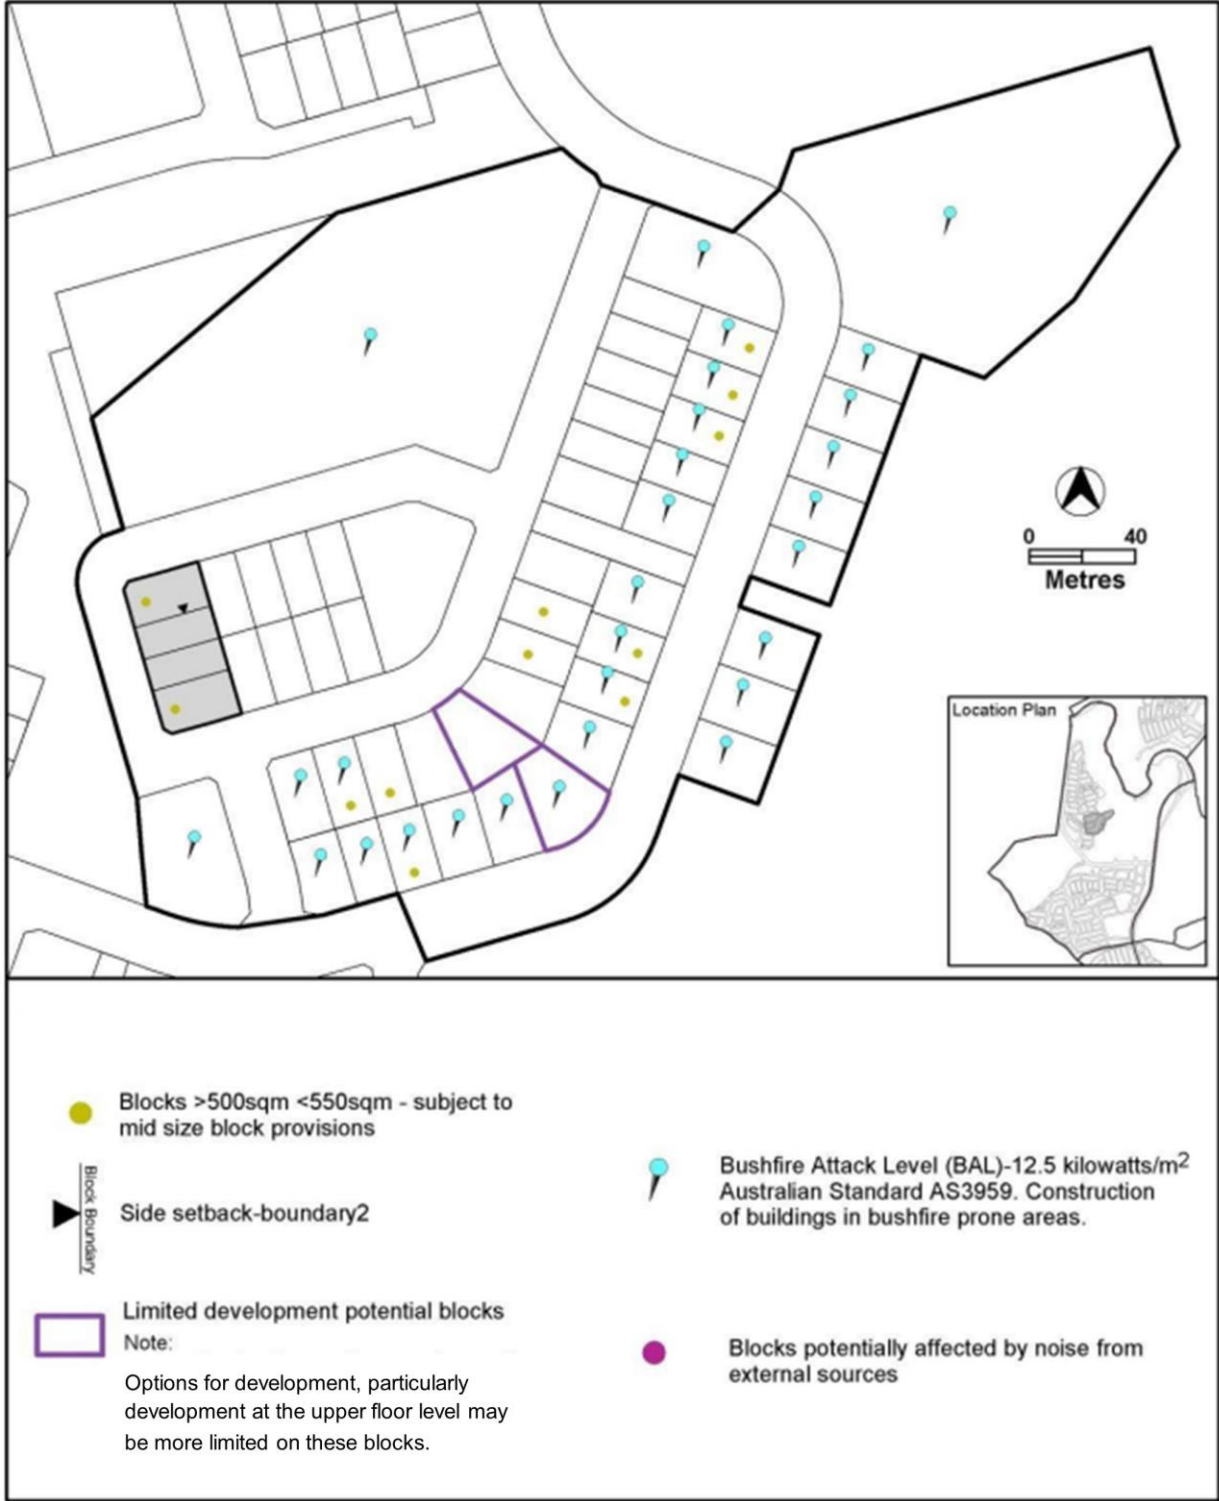 0 40
Metres
Location Plan
Blocks >500sqm <550sqm - subject to
mid size block provisions
Block Boundary
Side setback-boundary2
Limited development potential blocks
Note:
Options for development, particularly
development at the upper floor level may
be more limited on these blocks.
Bushfire Attack Level (BAL)-12.5 kilowatts/m2
Australian Standard AS3959. Construction
of buildings in bushfire prone areas.
Blocks potentially affected by noise from
external sources